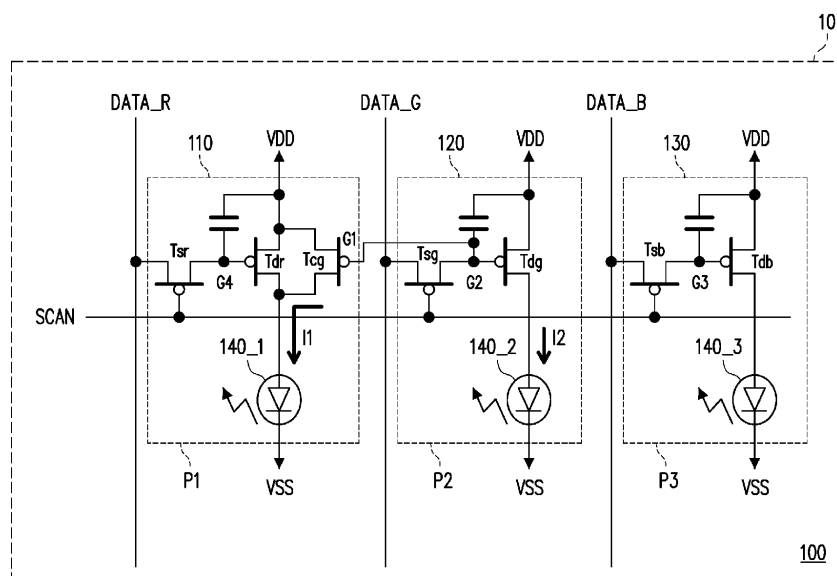 10
DATA_R DATA_G DATA_B
110 VDD 120 VDD 130 VDD
Tsr G4 Tdr Tcg G1 Tsg G2 Tdg Tsb G3 Tdb
SCAN
140_1 I1 140_2 I2 140_3
P1 VSS P2 VSS P3 VSS
100